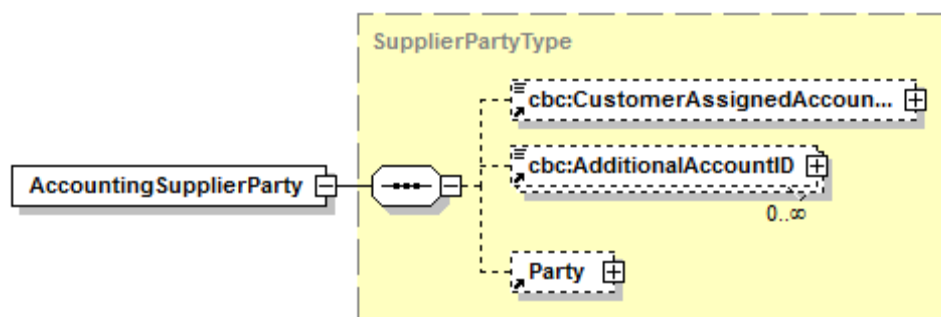 SupplierPartyType
cbc:CustomerAssignedAccoun...
cbc:AdditionalAccountID
AccountingSupplierParty
0..∞
Party